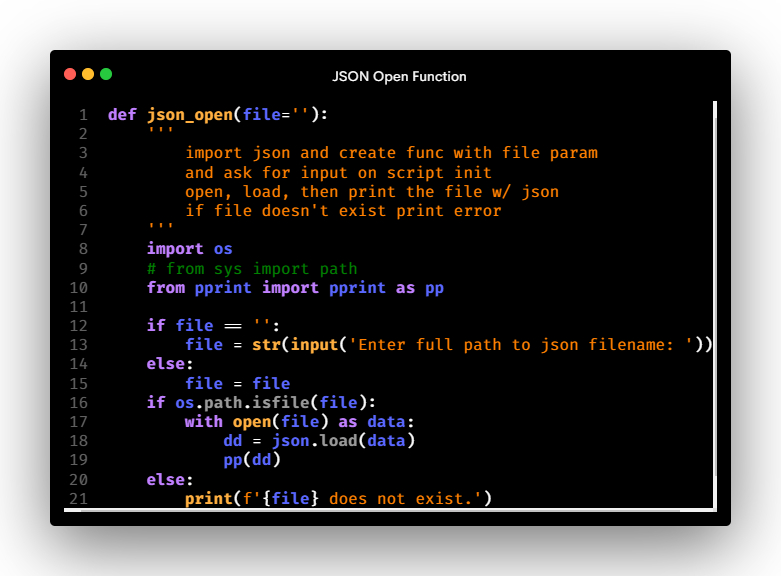 JSON Open Function
1 def json_open(file=''):
2     '''
3         import json and create func with file param
4         and ask for input on script init
5         open, load, then print the file w/ json
6         if file doesn't exist print error
7     '''
8     import os
9     # from sys import path
10     from pprint import pprint as pp
11
12     if file == '':
13         file = str(input('Enter full path to json filename: '))
14     else:
15         file = file
16     if os.path.isfile(file):
17         with open(file) as data:
18             dd = json.load(data)
19             pp(dd)
20     else:
21         print(f'{file} does not exist.')